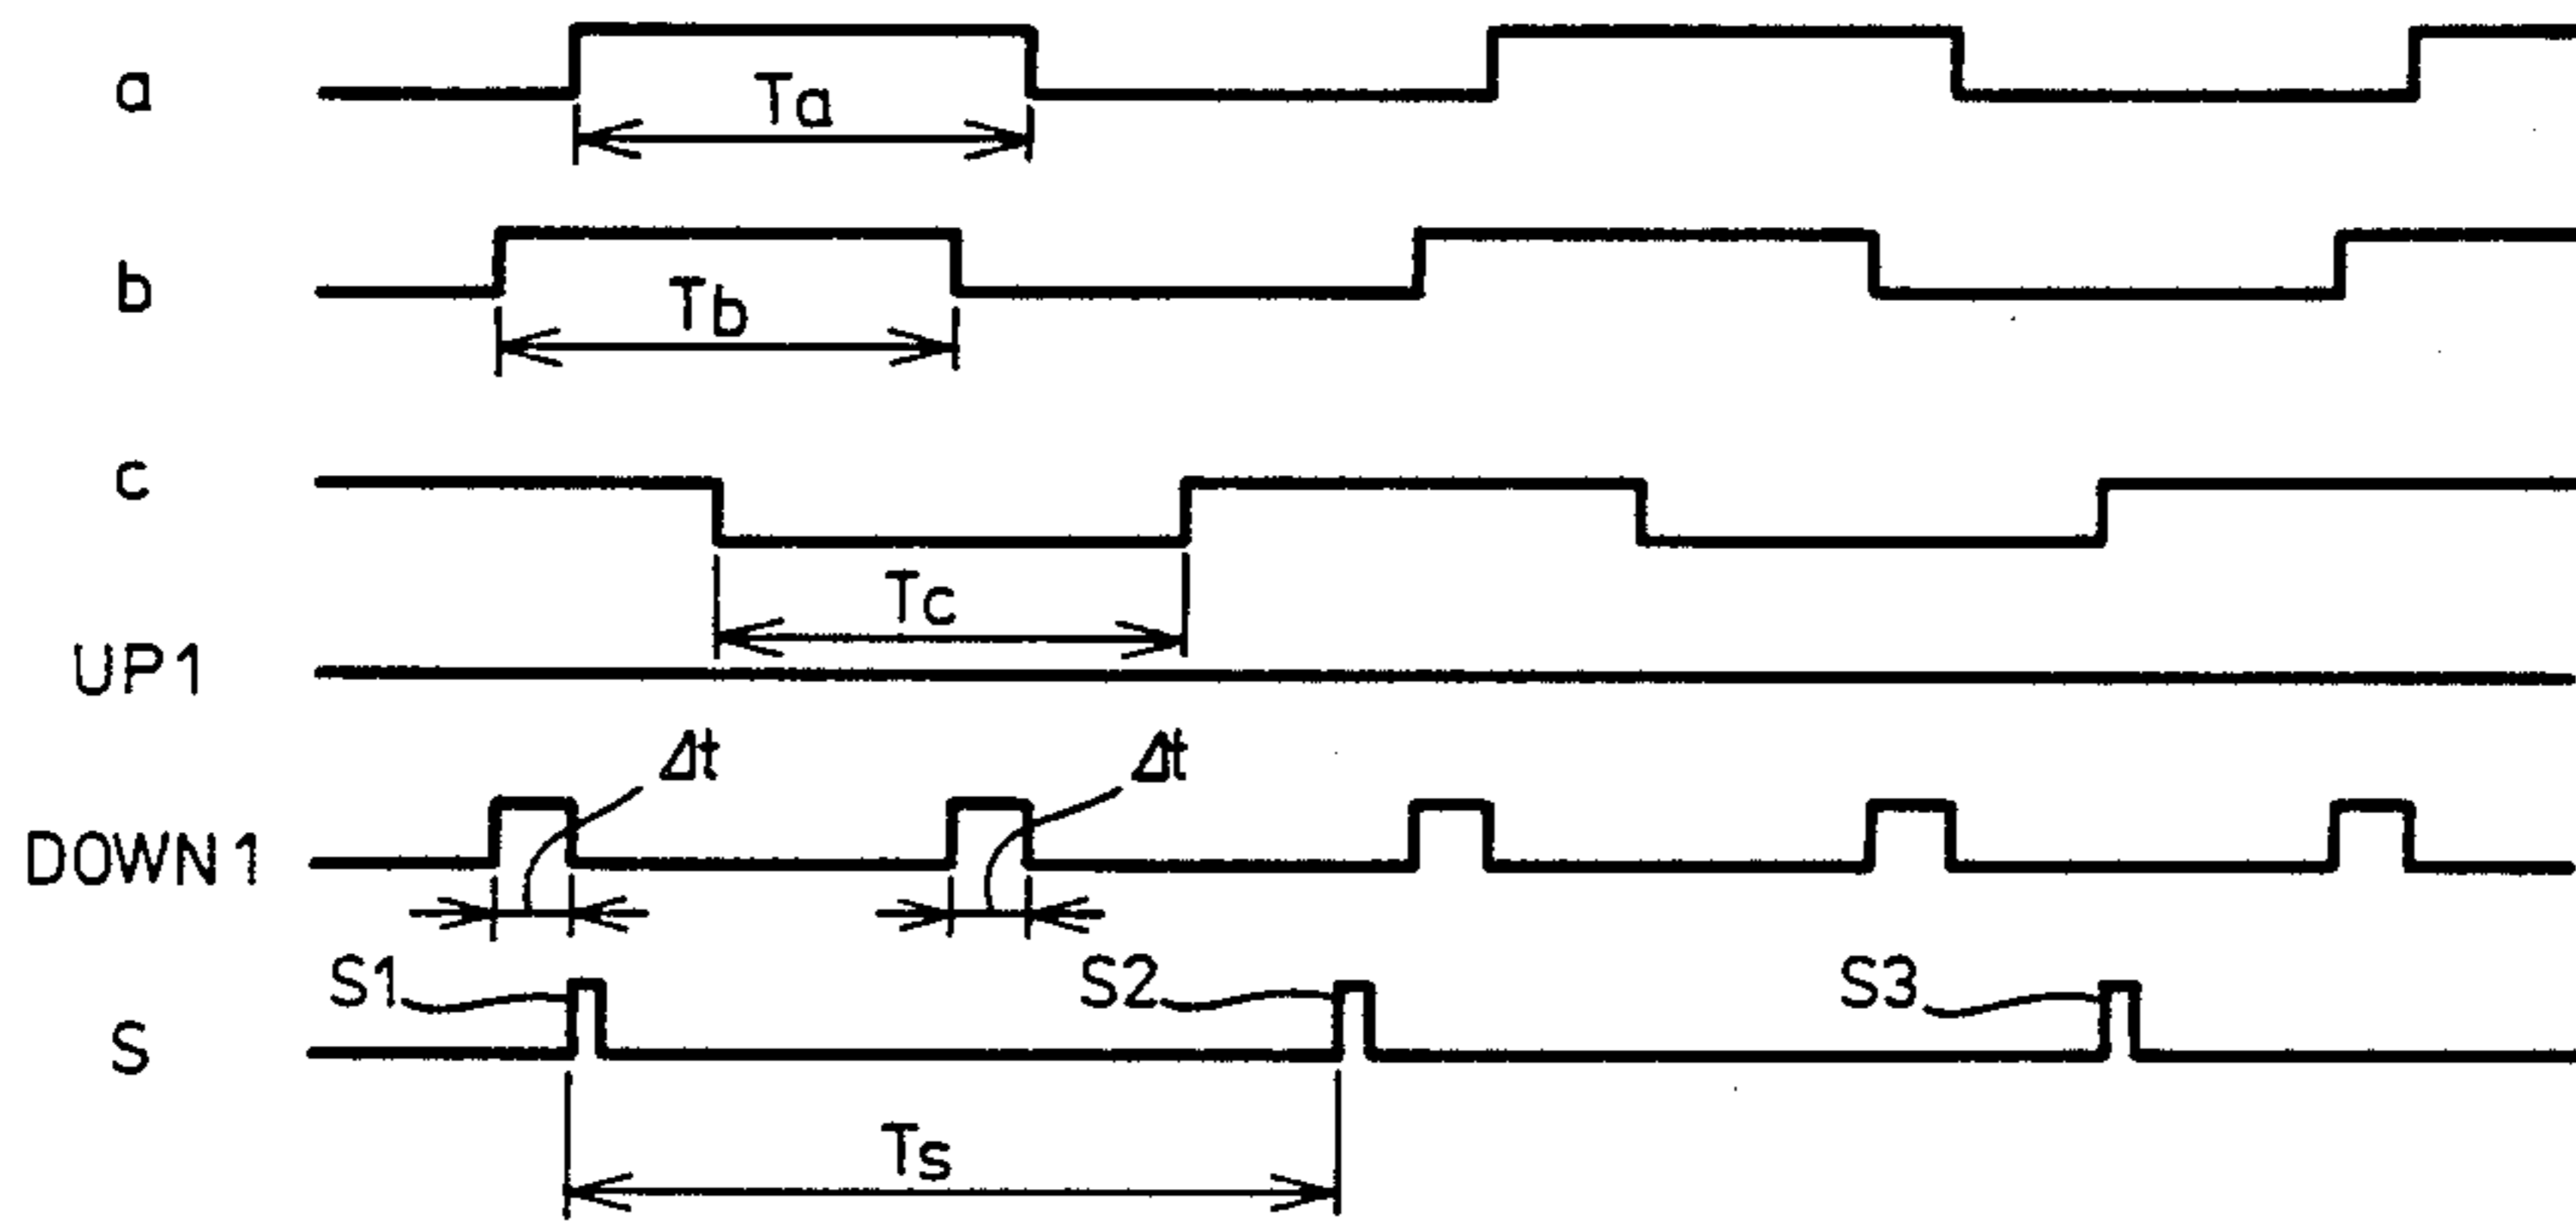 a
Ta
b
Tb
c
Tc
UP1
Δt Δt
DOWN1
S1 S2 S3
S
Ts